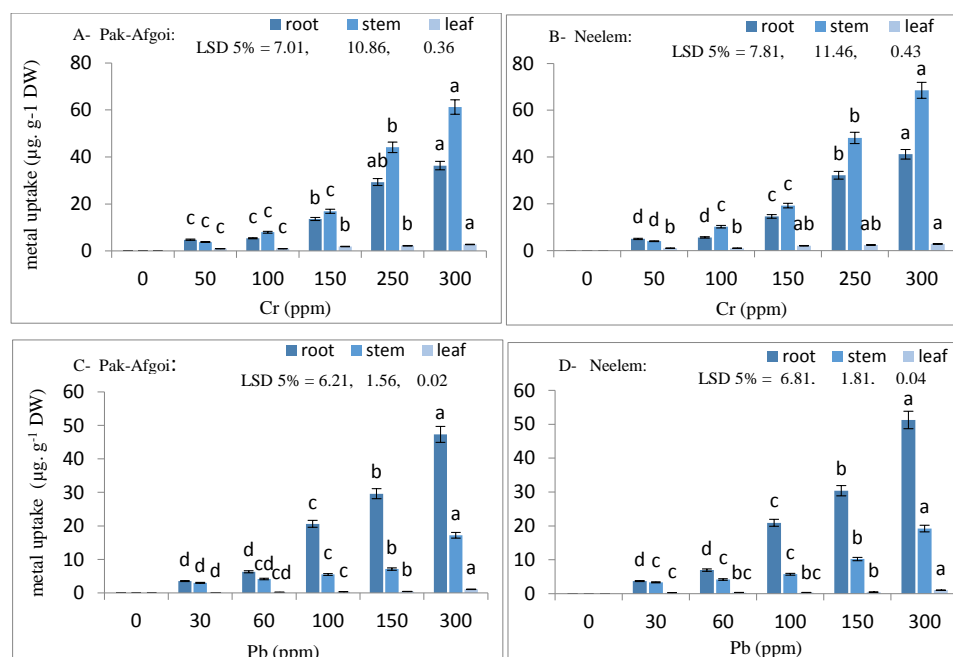 root stem leaf
A- Pak-Afgoi:
LSD 5% = 7.01, 10.86, 0.36
metal uptake (µg. g-1 DW)
80
60
40
20
0
c c c
c c c
b c b
ab b b
a a a
0 50 100 150 250 300
Cr (ppm)
root stem leaf
B- Neelem:
LSD 5% = 7.81, 11.46, 0.43
80
60
40
20
0
d d b
d c b
c c ab
b b ab
a a a
0 50 100 150 250 300
Cr (ppm)
root stem leaf
C- Pak-Afgoi:
LSD 5% = 6.21, 1.56, 0.02
metal uptake (µg. g-1 DW)
60
50
40
30
20
10
0
d d d
d cd cd
c c c
b b b
a a a
0 30 60 100 150 300
Pb (ppm)
root stem leaf
D- Neelem:
LSD 5% = 6.81, 1.81, 0.04
60
50
40
30
20
10
0
d c c
d c bc
c c bc
b b b
a a a
0 30 60 100 150 300
Pb (ppm)